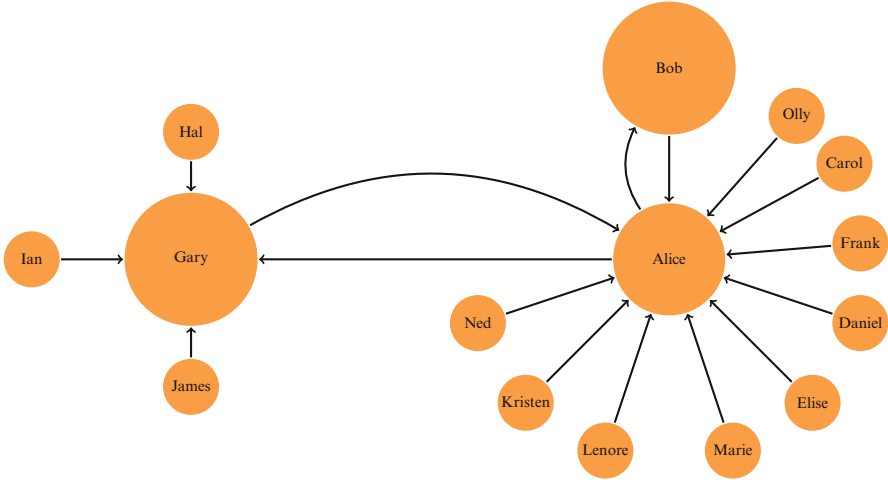 Bob
Olly
Hal
Carol
Frank
Ian
Gary
Alice
Ned
Daniel
James
Kristen
Elise
Lenore
Marie